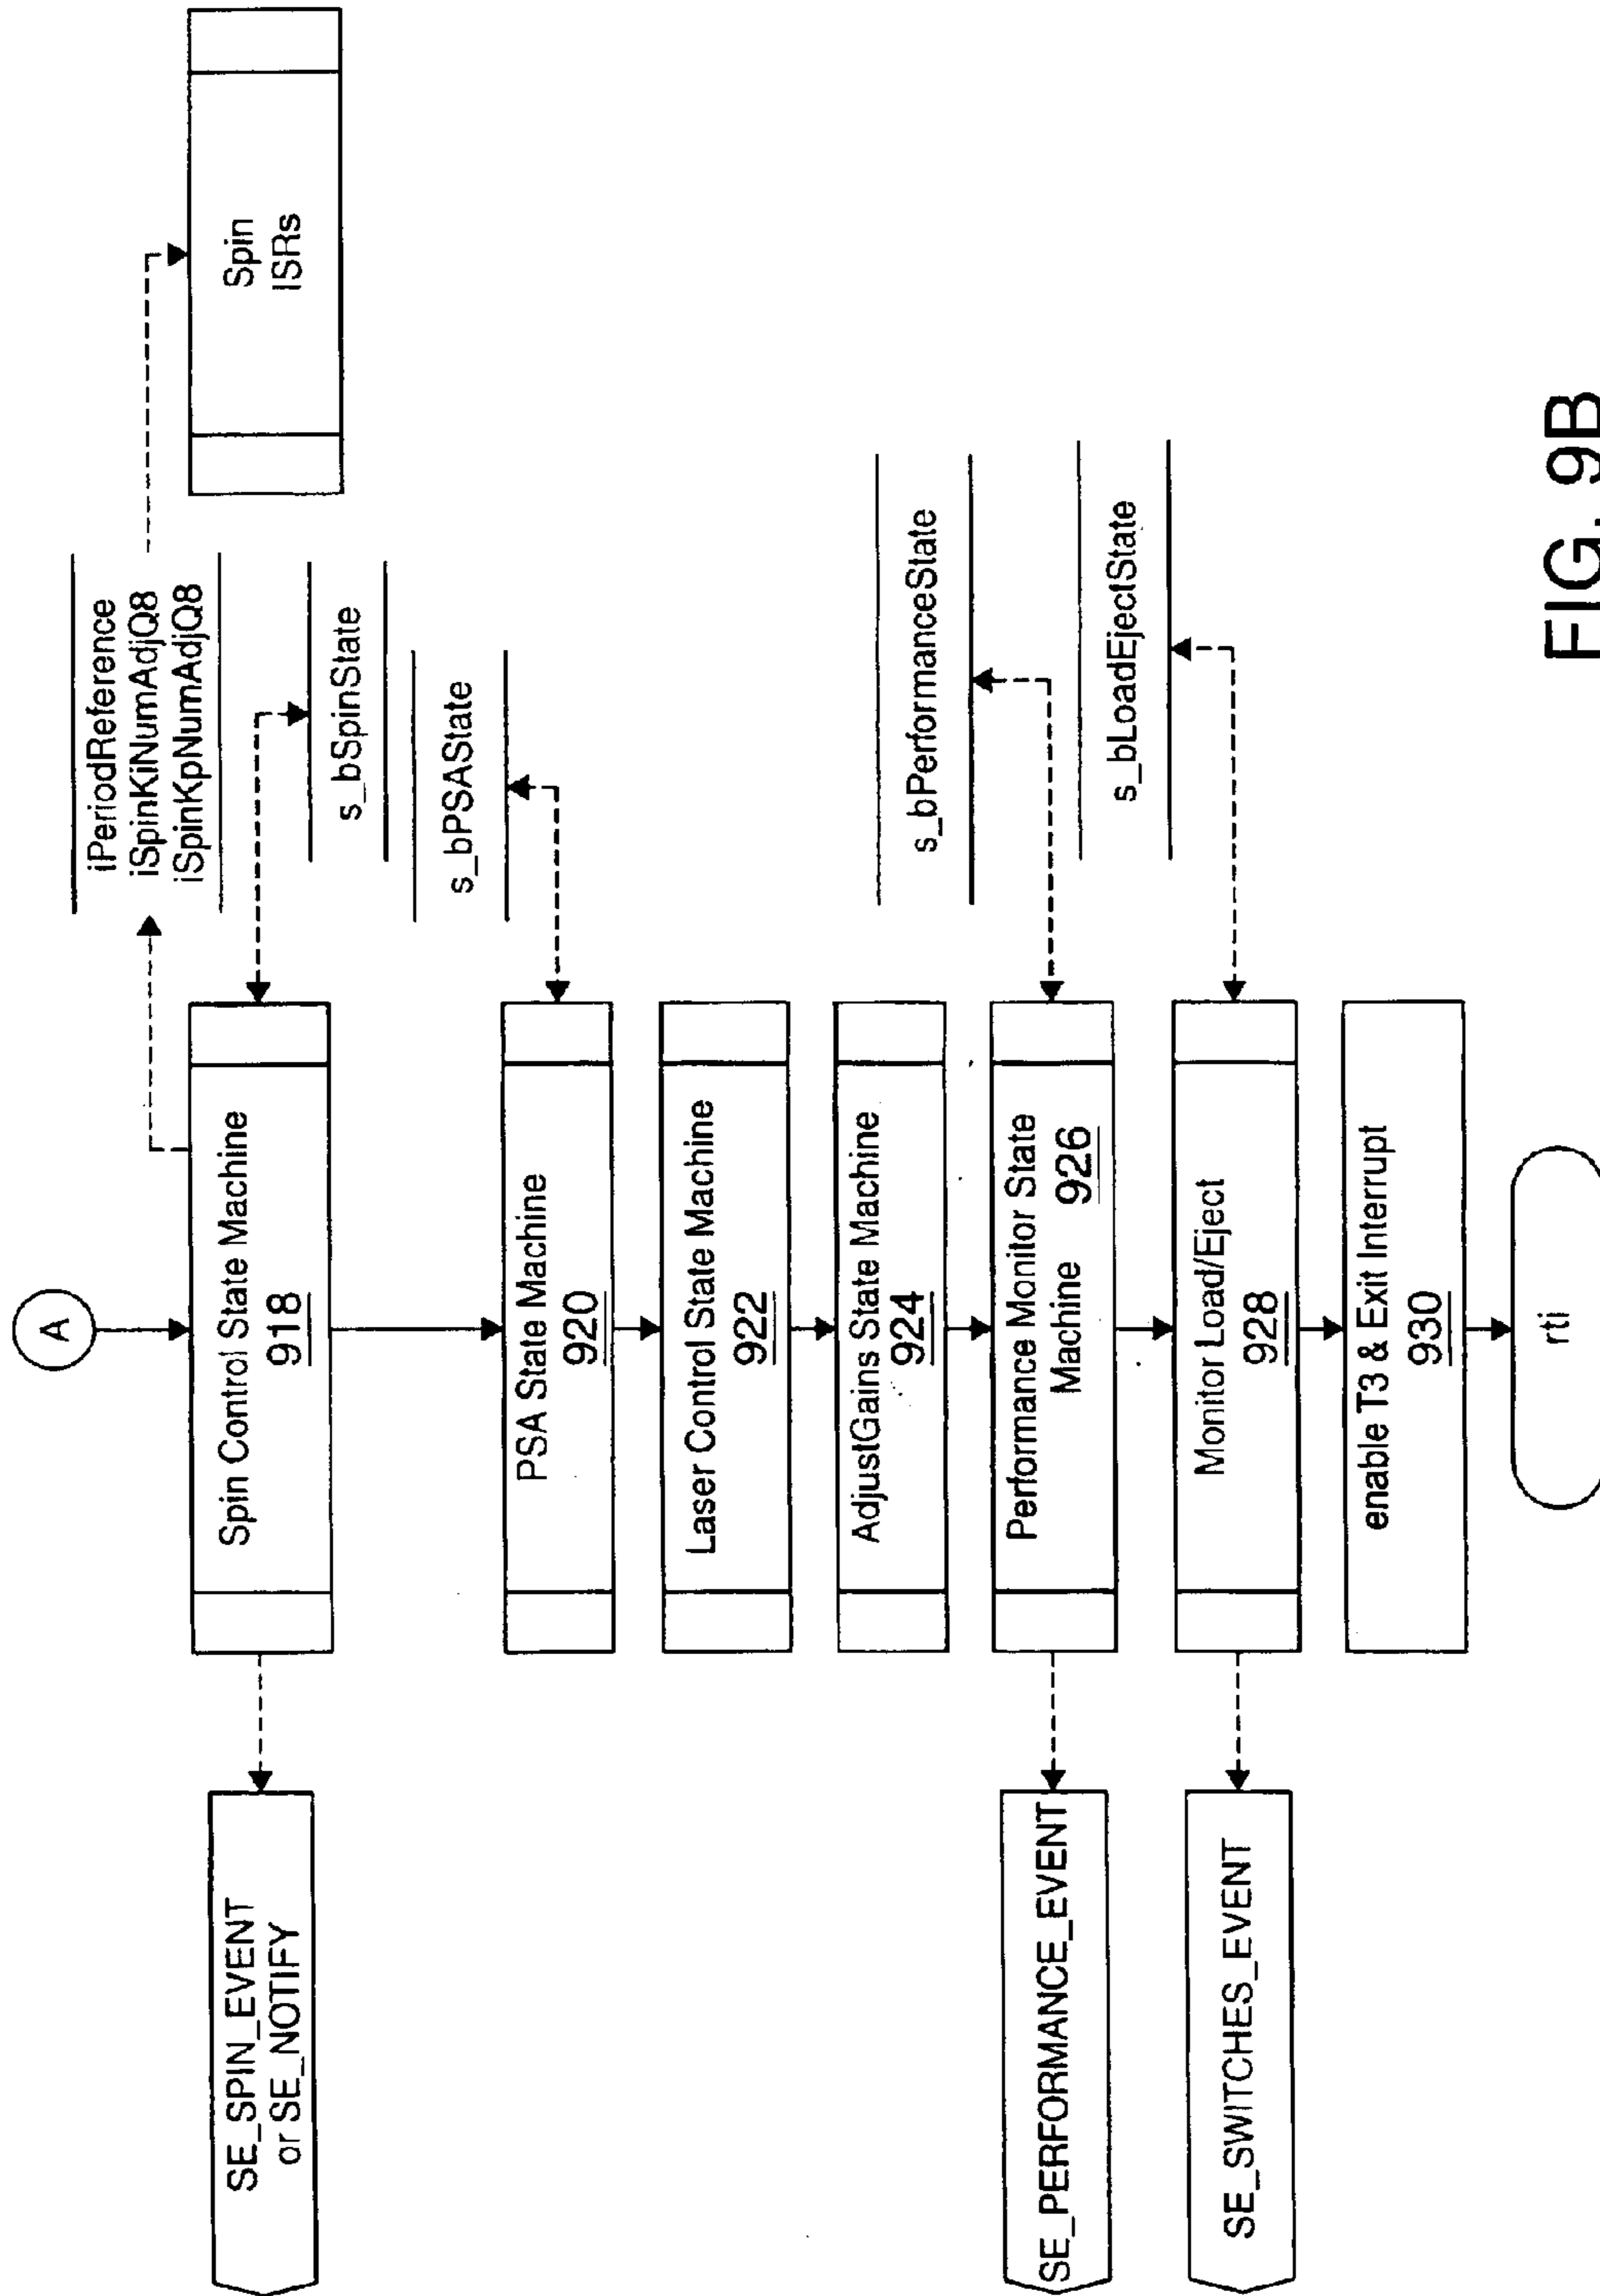 A
Spin Control State Machine
918
SE_SPIN_EVENT
or SE_NOTIFY
iPeriodReference
iSpinKiNumAdjQ8
iSpinKpNumAdjQ8
Spin
ISRs
s_bSpinState
s_bPSAState
PSA State Machine
920
Laser Control State Machine
922
AdjustGains State Machine
924
Performance Monitor State
Machine 926
SE_PERFORMANCE_EVENT
s_bPerformanceState
Monitor Load/Eject
928
SE_SWITCHES_EVENT
s_bLoadEjectState
enable T3 & Exit Interrupt
930
rti
FIG. 9B